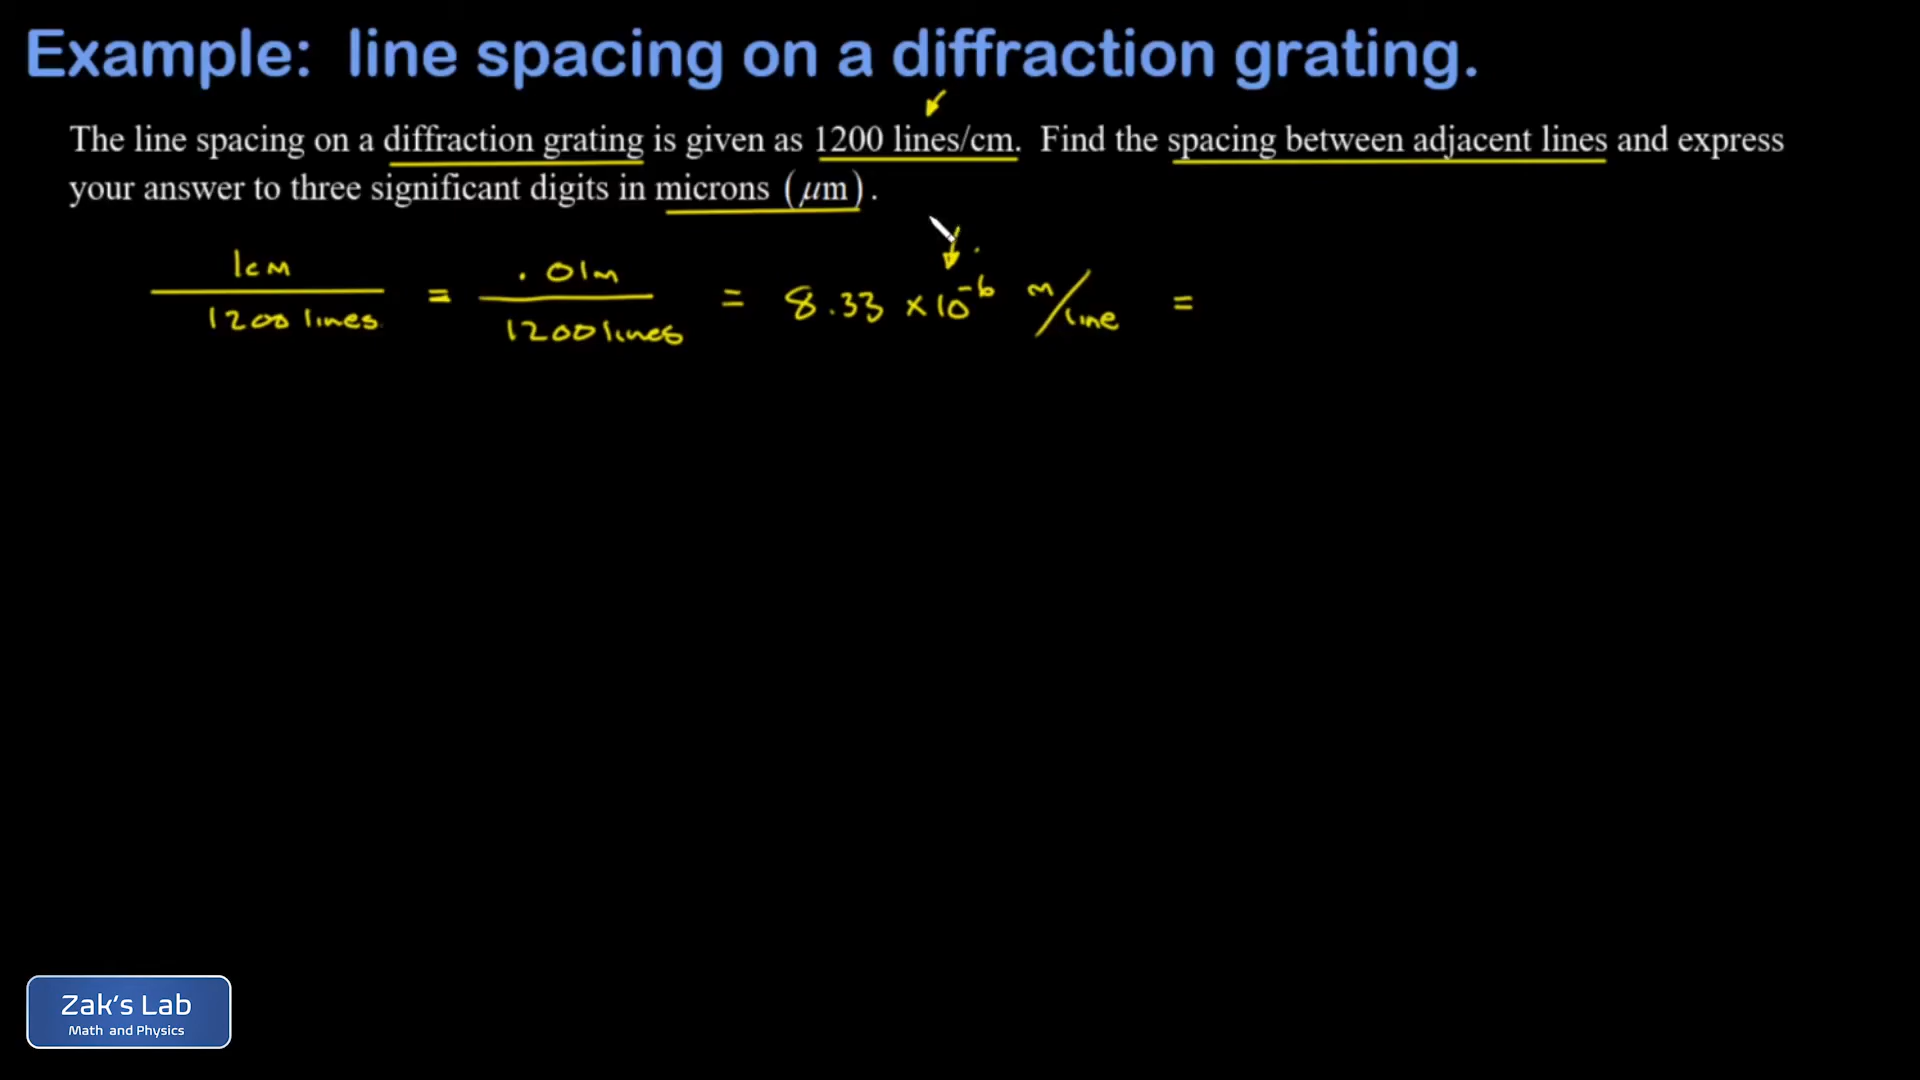 Example: line spacing on a diffraction grating.
The line spacing on a diffraction grating is given as 1200 lines/cm. Find the spacing between adjacent lines and express
your answer to three significant digits in microns (μm).
1cm / 1200 lines = .01m / 1200 lines = 8.33 × 10⁻⁶ m/line =
Zak's Lab
Math and Physics